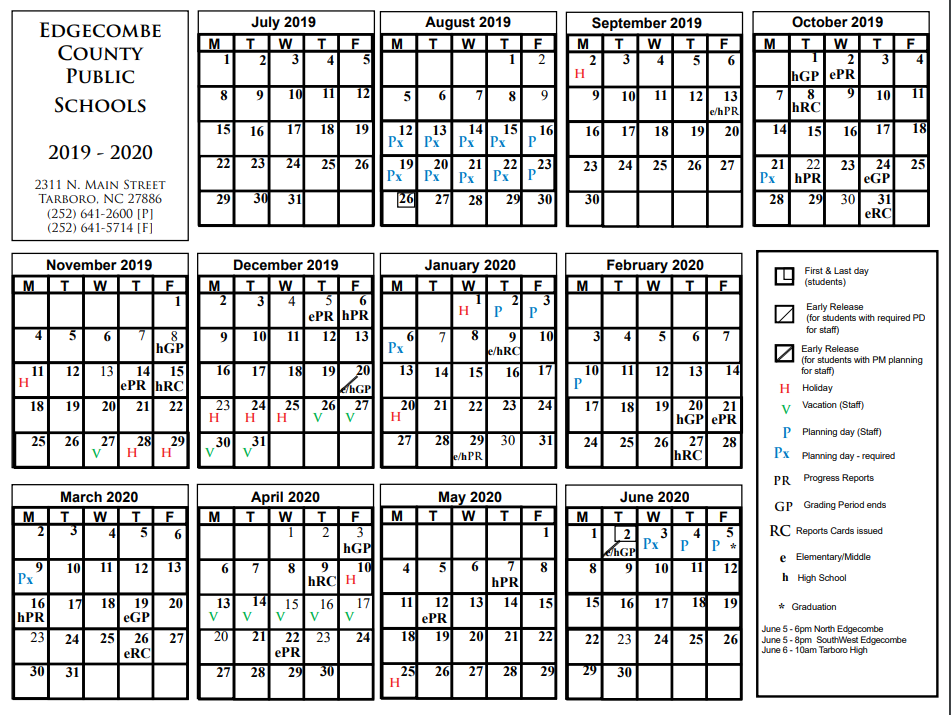 EDGECOMBE
COUNTY
PUBLIC
SCHOOLS
2019 - 2020
2311 N. MAIN STREET
TARBORO, NC 27886
(252) 641-2600 [P]
(252) 641-5714 [F]
July 2019
M T W T F
1 2 3 4 5
8 9 10 11 12
15 16 17 18 19
22 23 24 25 26
29 30 31
August 2019
M T W T F
1 2
5 6 7 8 9
12 13 14 15 16
Px Px Px Px P
19 20 21 22 23
Px Px Px Px P
26 27 28 29 30
September 2019
M T W T F
2 3 4 5 6
H
9 10 11 12 13
e/hPR
16 17 18 19 20
23 24 25 26 27
30
October 2019
M T W T F
1 2 3 4
hGP ePR
7 8 9 10 11
hRC
14 15 16 17 18
21 22 23 24 25
Px hPR eGP
28 29 30 31
eRC
November 2019
M T W T F
1
4 5 6 7 8
hGP
11 12 13 14 15
H ePR hRC
18 19 20 21 22
25 26 27 28 29
V H H
December 2019
M T W T F
2 3 4 5 6
ePR hPR
9 10 11 12 13
16 17 18 19 20
e/hGP
23 24 25 26 27
H H H V V
30 31
V V
January 2020
M T W T F
1 2 3
H P P
6 7 8 9 10
Px e/hRC
13 14 15 16 17
20 21 22 23 24
H
27 28 29 30 31
e/hPR
February 2020
M T W T F
3 4 5 6 7
10 11 12 13 14
P
17 18 19 20 21
hGP ePR
24 25 26 27 28
hRC
First & Last day
(students)
Early Release
(for students with required PD
for staff)
Early Release
(for students with PM planning
for staff)
H Holiday
V Vacation (Staff)
P Planning day (Staff)
Px Planning day - required
PR Progress Reports
GP Grading Period ends
RC Reports Cards issued
e Elementary/Middle
h High School
* Graduation
June 5 - 6pm North Edgecombe
June 5 - 8pm SouthWest Edgecombe
June 6 - 10am Tarboro High
March 2020
M T W T F
2 3 4 5 6
9 10 11 12 13
Px
16 17 18 19 20
hPR eGP
23 24 25 26 27
eRC
30 31
April 2020
M T W T F
1 2 3
hGP
6 7 8 9 10
hRC H
13 14 15 16 17
V V V V V
20 21 22 23 24
ePR
27 28 29 30
May 2020
M T W T F
1
4 5 6 7 8
hPR
11 12 13 14 15
ePR
18 19 20 21 22
25 26 27 28 29
H
June 2020
M T W T F
1 2 3 4 5
e/hGP Px P P *
8 9 10 11 12
15 16 17 18 19
22 23 24 25 26
29 30